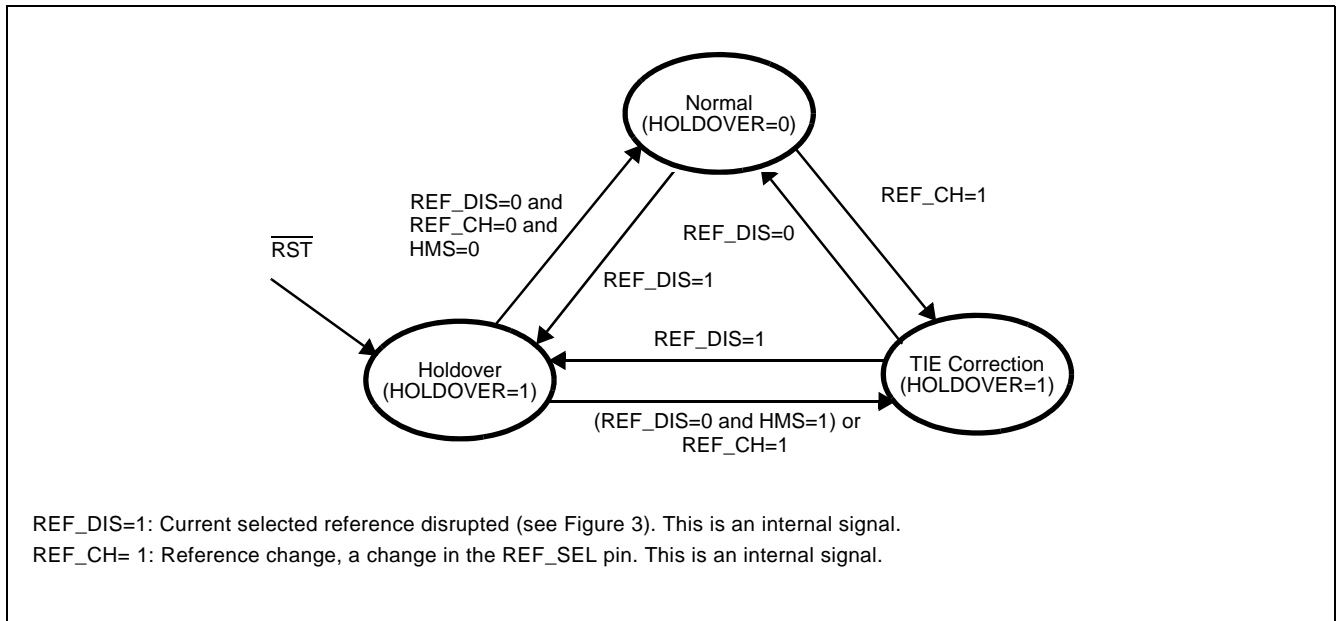 Normal
(HOLDOVER=0)
REF_DIS=0 and
REF_CH=0 and
HMS=0
REF_CH=1
REF_DIS=0
RST
REF_DIS=1
REF_DIS=1
Holdover
(HOLDOVER=1)
TIE Correction
(HOLDOVER=1)
(REF_DIS=0 and HMS=1) or
REF_CH=1
REF_DIS=1: Current selected reference disrupted (see Figure 3). This is an internal signal.
REF_CH= 1: Reference change, a change in the REF_SEL pin. This is an internal signal.